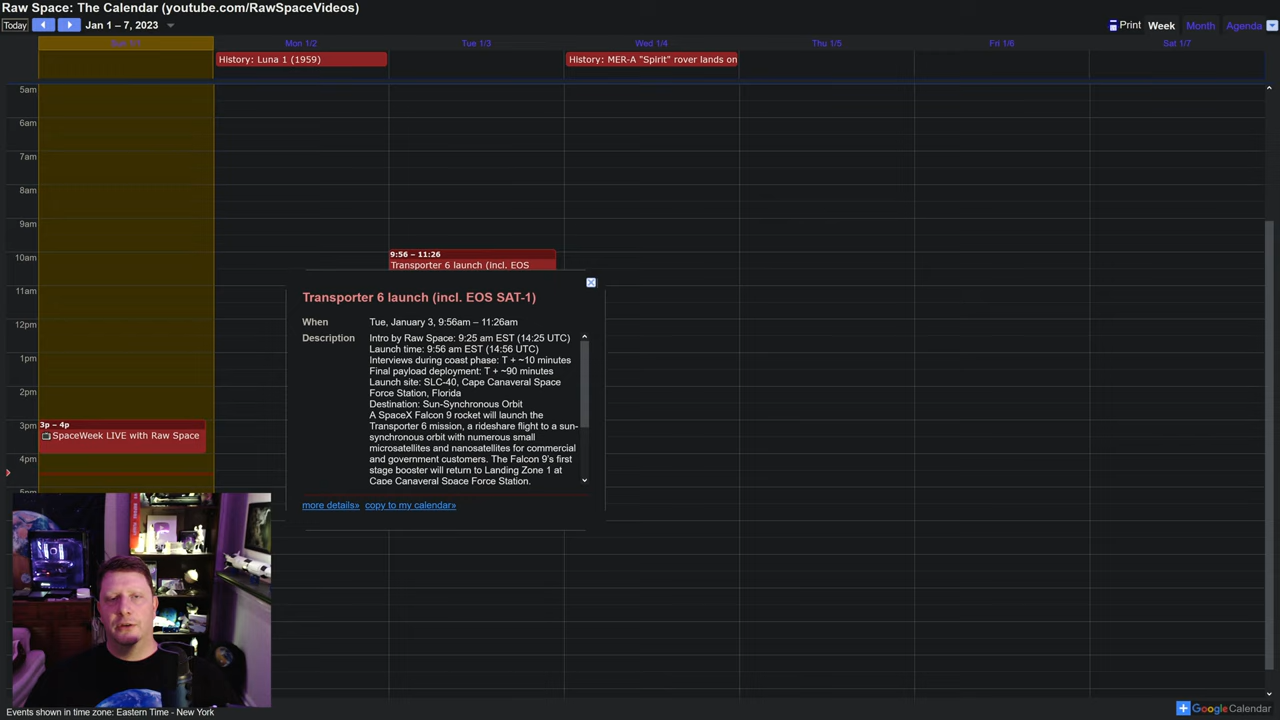 Raw Space: The Calendar (youtube.com/RawSpaceVideos)
Today
Jan 1 – 7, 2023
Print
Week
Month
Agenda
Sun 1/1
Mon 1/2
Tue 1/3
Wed 1/4
Thu 1/5
Fri 1/6
Sat 1/7
History: Luna 1 (1959)
History: MER-A "Spirit" rover lands on
5am
6am
7am
8am
9am
10am
11am
12pm
1pm
2pm
3pm
4pm
5pm
9:56 – 11:26
Transporter 6 launch (incl. EOS
3p – 4p
SpaceWeek LIVE with Raw Space
Transporter 6 launch (incl. EOS SAT-1)
When
Tue, January 3, 9:56am – 11:26am
Description
Intro by Raw Space: 9:25 am EST (14:25 UTC)
Launch time: 9:56 am EST (14:56 UTC)
Interviews during coast phase: T + ~10 minutes
Final payload deployment: T + ~90 minutes
Launch site: SLC-40, Cape Canaveral Space
Force Station, Florida
Destination: Sun-Synchronous Orbit
A SpaceX Falcon 9 rocket will launch the
Transporter 6 mission, a rideshare flight to a sun-
synchronous orbit with numerous small
microsatellites and nanosatellites for commercial
and government customers. The Falcon 9's first
stage booster will return to Landing Zone 1 at
Cape Canaveral Space Force Station.
more details» copy to my calendar»
Events shown in time zone: Eastern Time - New York
Google Calendar